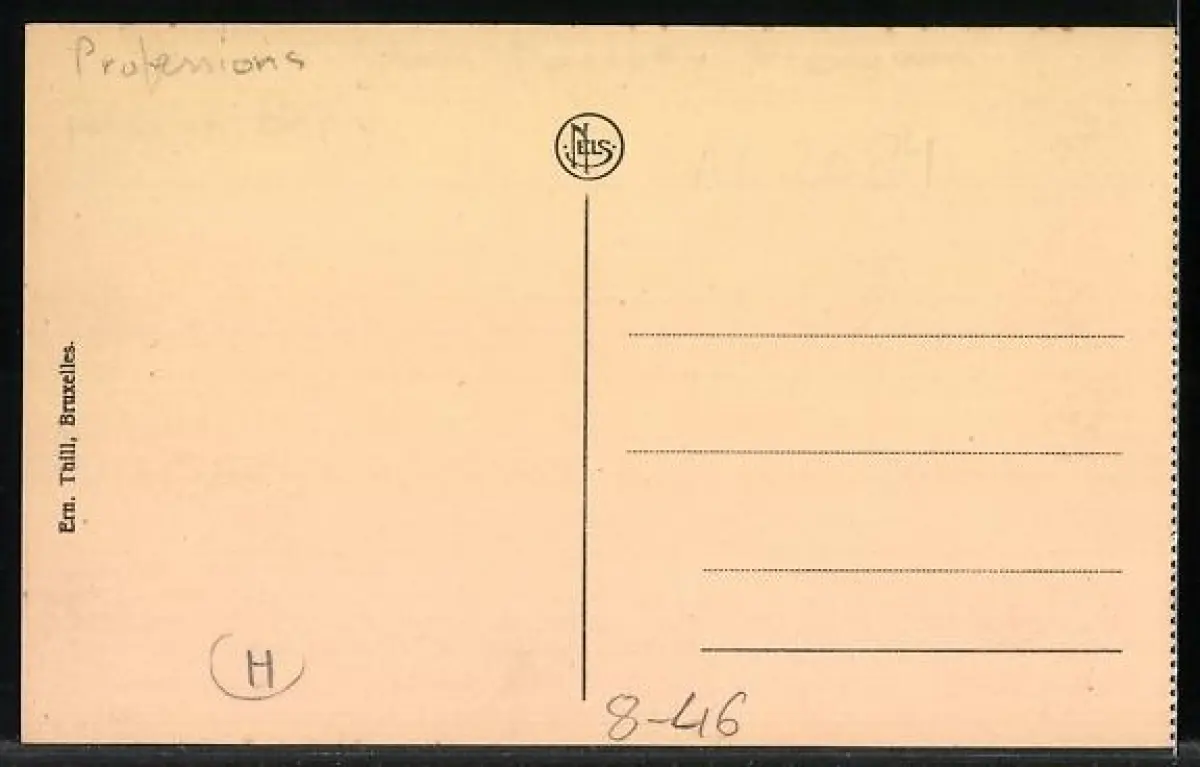 Professions
NELS
Ern. Thill, Bruxelles.
H
8-46